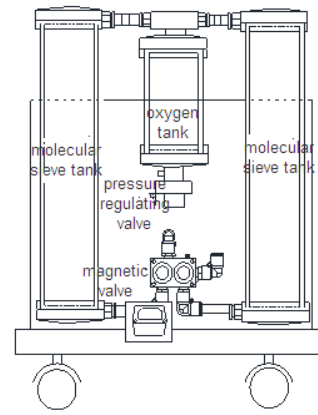 oxygen
tank
molecular
sieve tank
molecular
sieve tank
pressure
regulating
valve
magnetic
valve